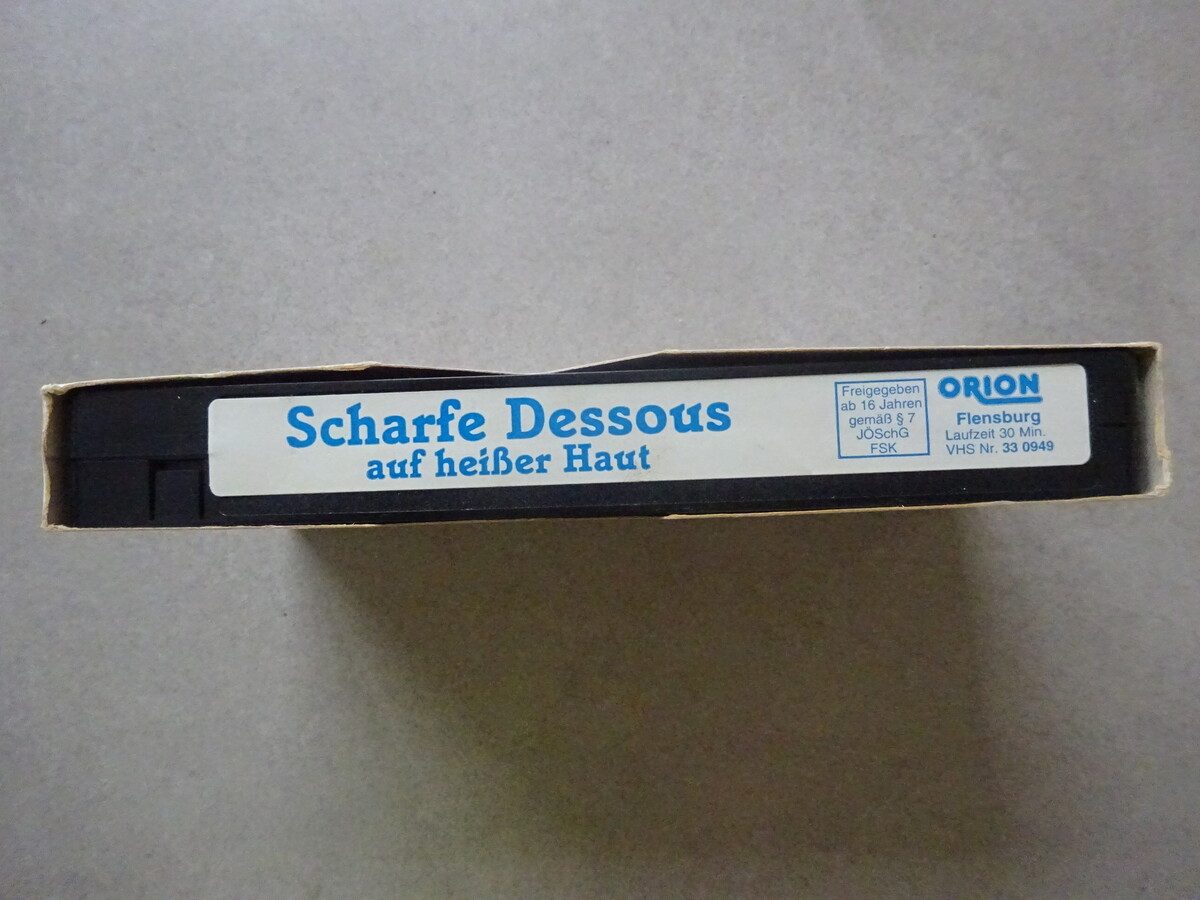 Scharfe Dessous
auf heißer Haut
Freigegeben
ab 16 Jahren
gemäß § 7
JÖSchG
FSK
ORION
Flensburg
Laufzeit 30 Min.
VHS Nr. 33 0949